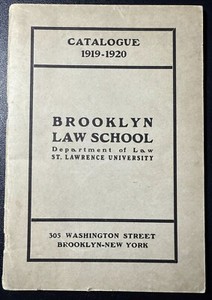 CATALOGUE
1919-1920
BROOKLYN
LAW SCHOOL
Department of Law
ST. LAWRENCE UNIVERSITY
305 WASHINGTON STREET
BROOKLYN-NEW YORK